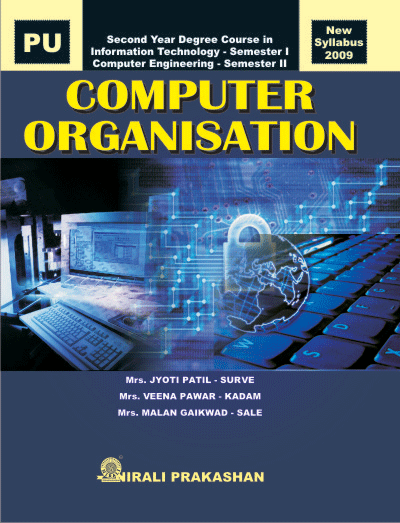 PU
Second Year Degree Course in
Information Technology - Semester I
Computer Engineering - Semester II
New
Syllabus
2009
COMPUTER
ORGANISATION
Mrs. JYOTI PATIL - SURVE
Mrs. VEENA PAWAR - KADAM
Mrs. MALAN GAIKWAD - SALE
NIRALI PRAKASHAN